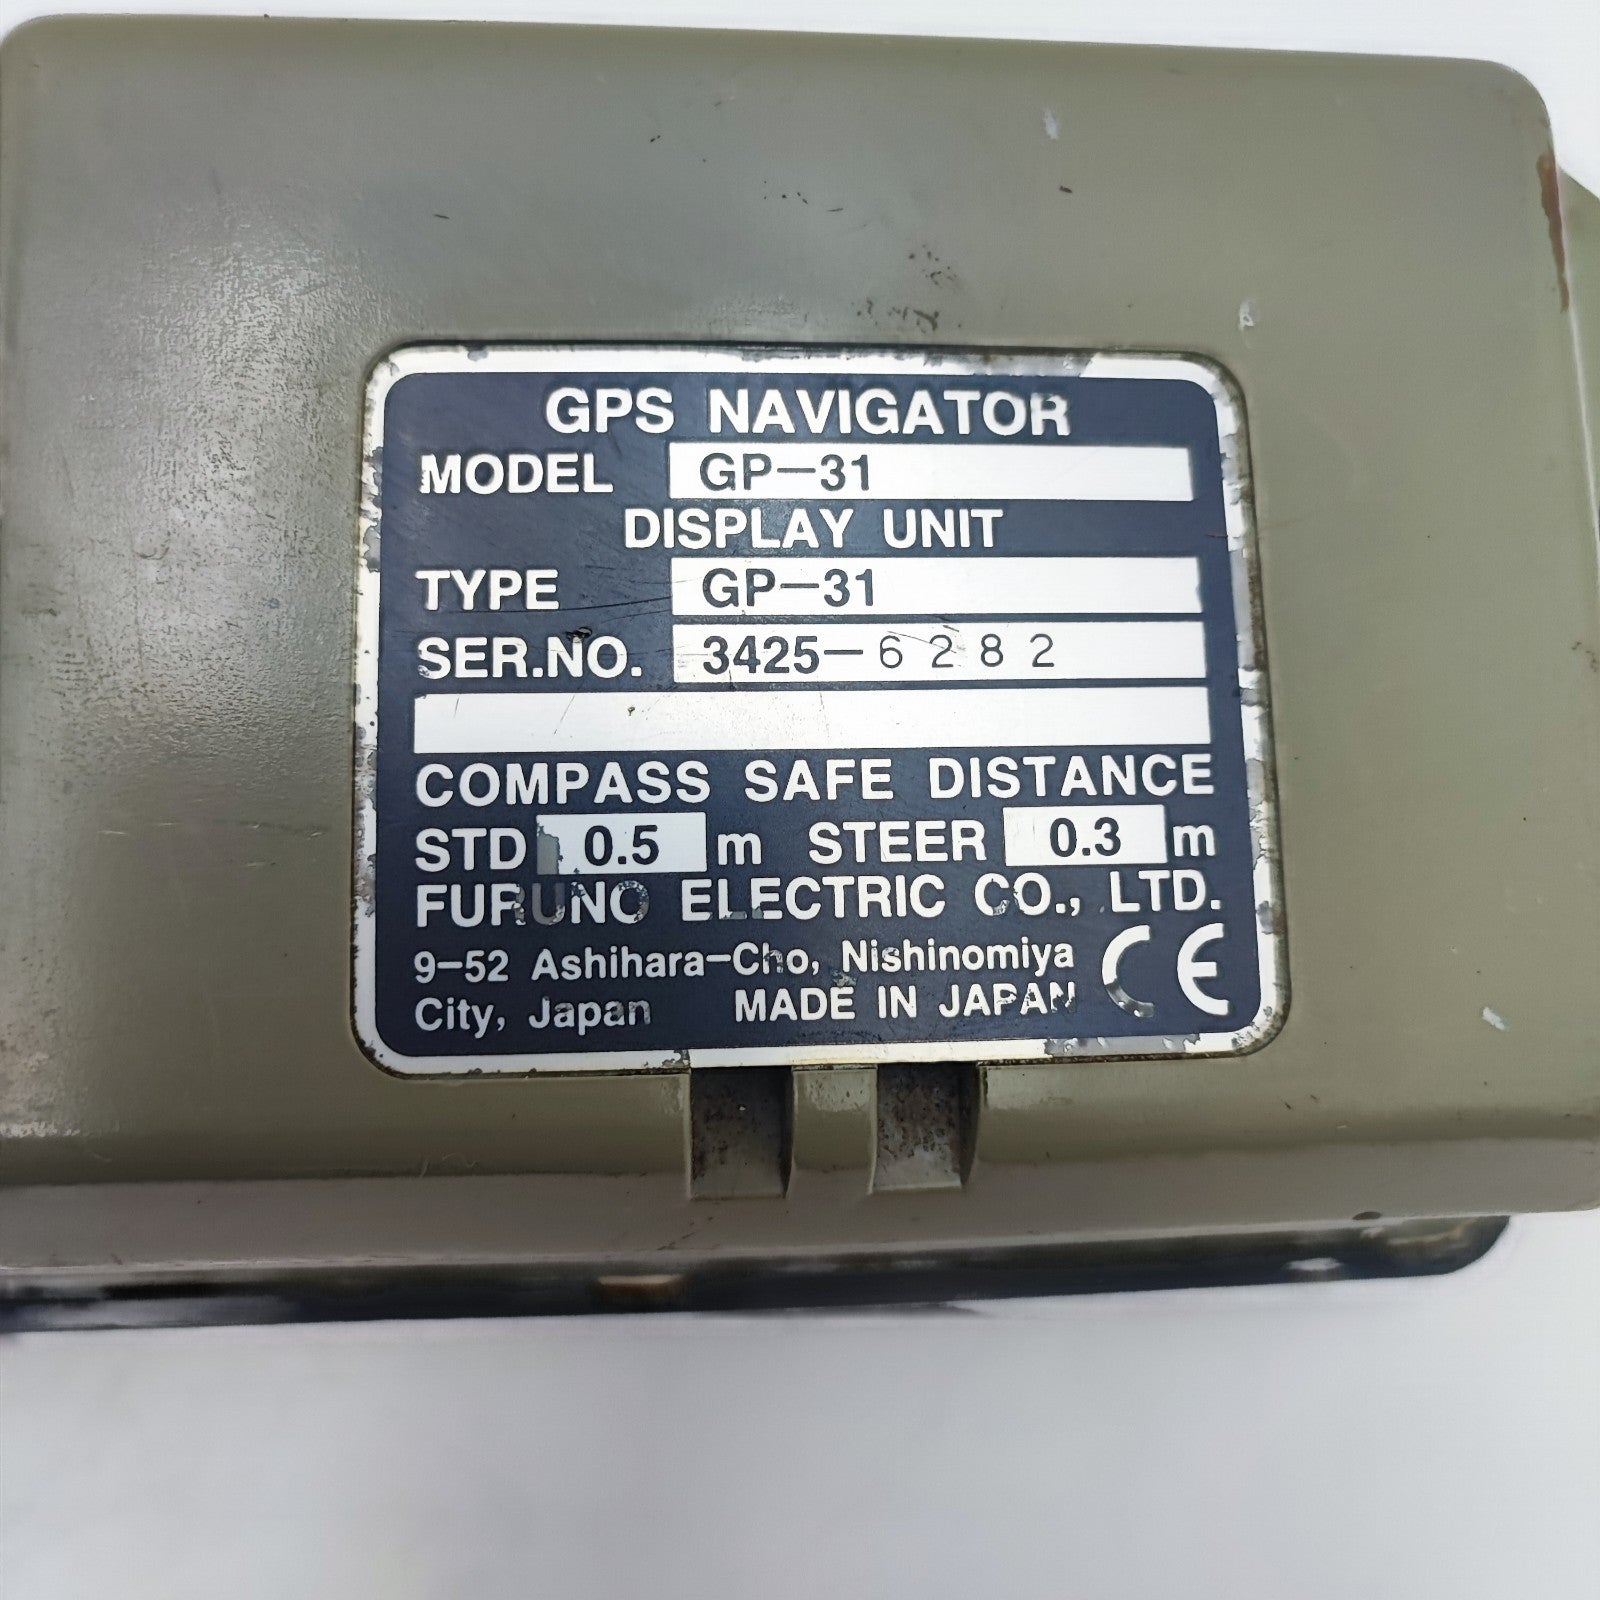 GPS NAVIGATOR
MODEL GP-31
DISPLAY UNIT
TYPE GP-31
SER.NO. 3425-6282
COMPASS SAFE DISTANCE
STD 0.5 m STEER 0.3 m
FURUNO ELECTRIC CO., LTD.
9-52 Ashihara-Cho, Nishinomiya
City, Japan MADE IN JAPAN CE